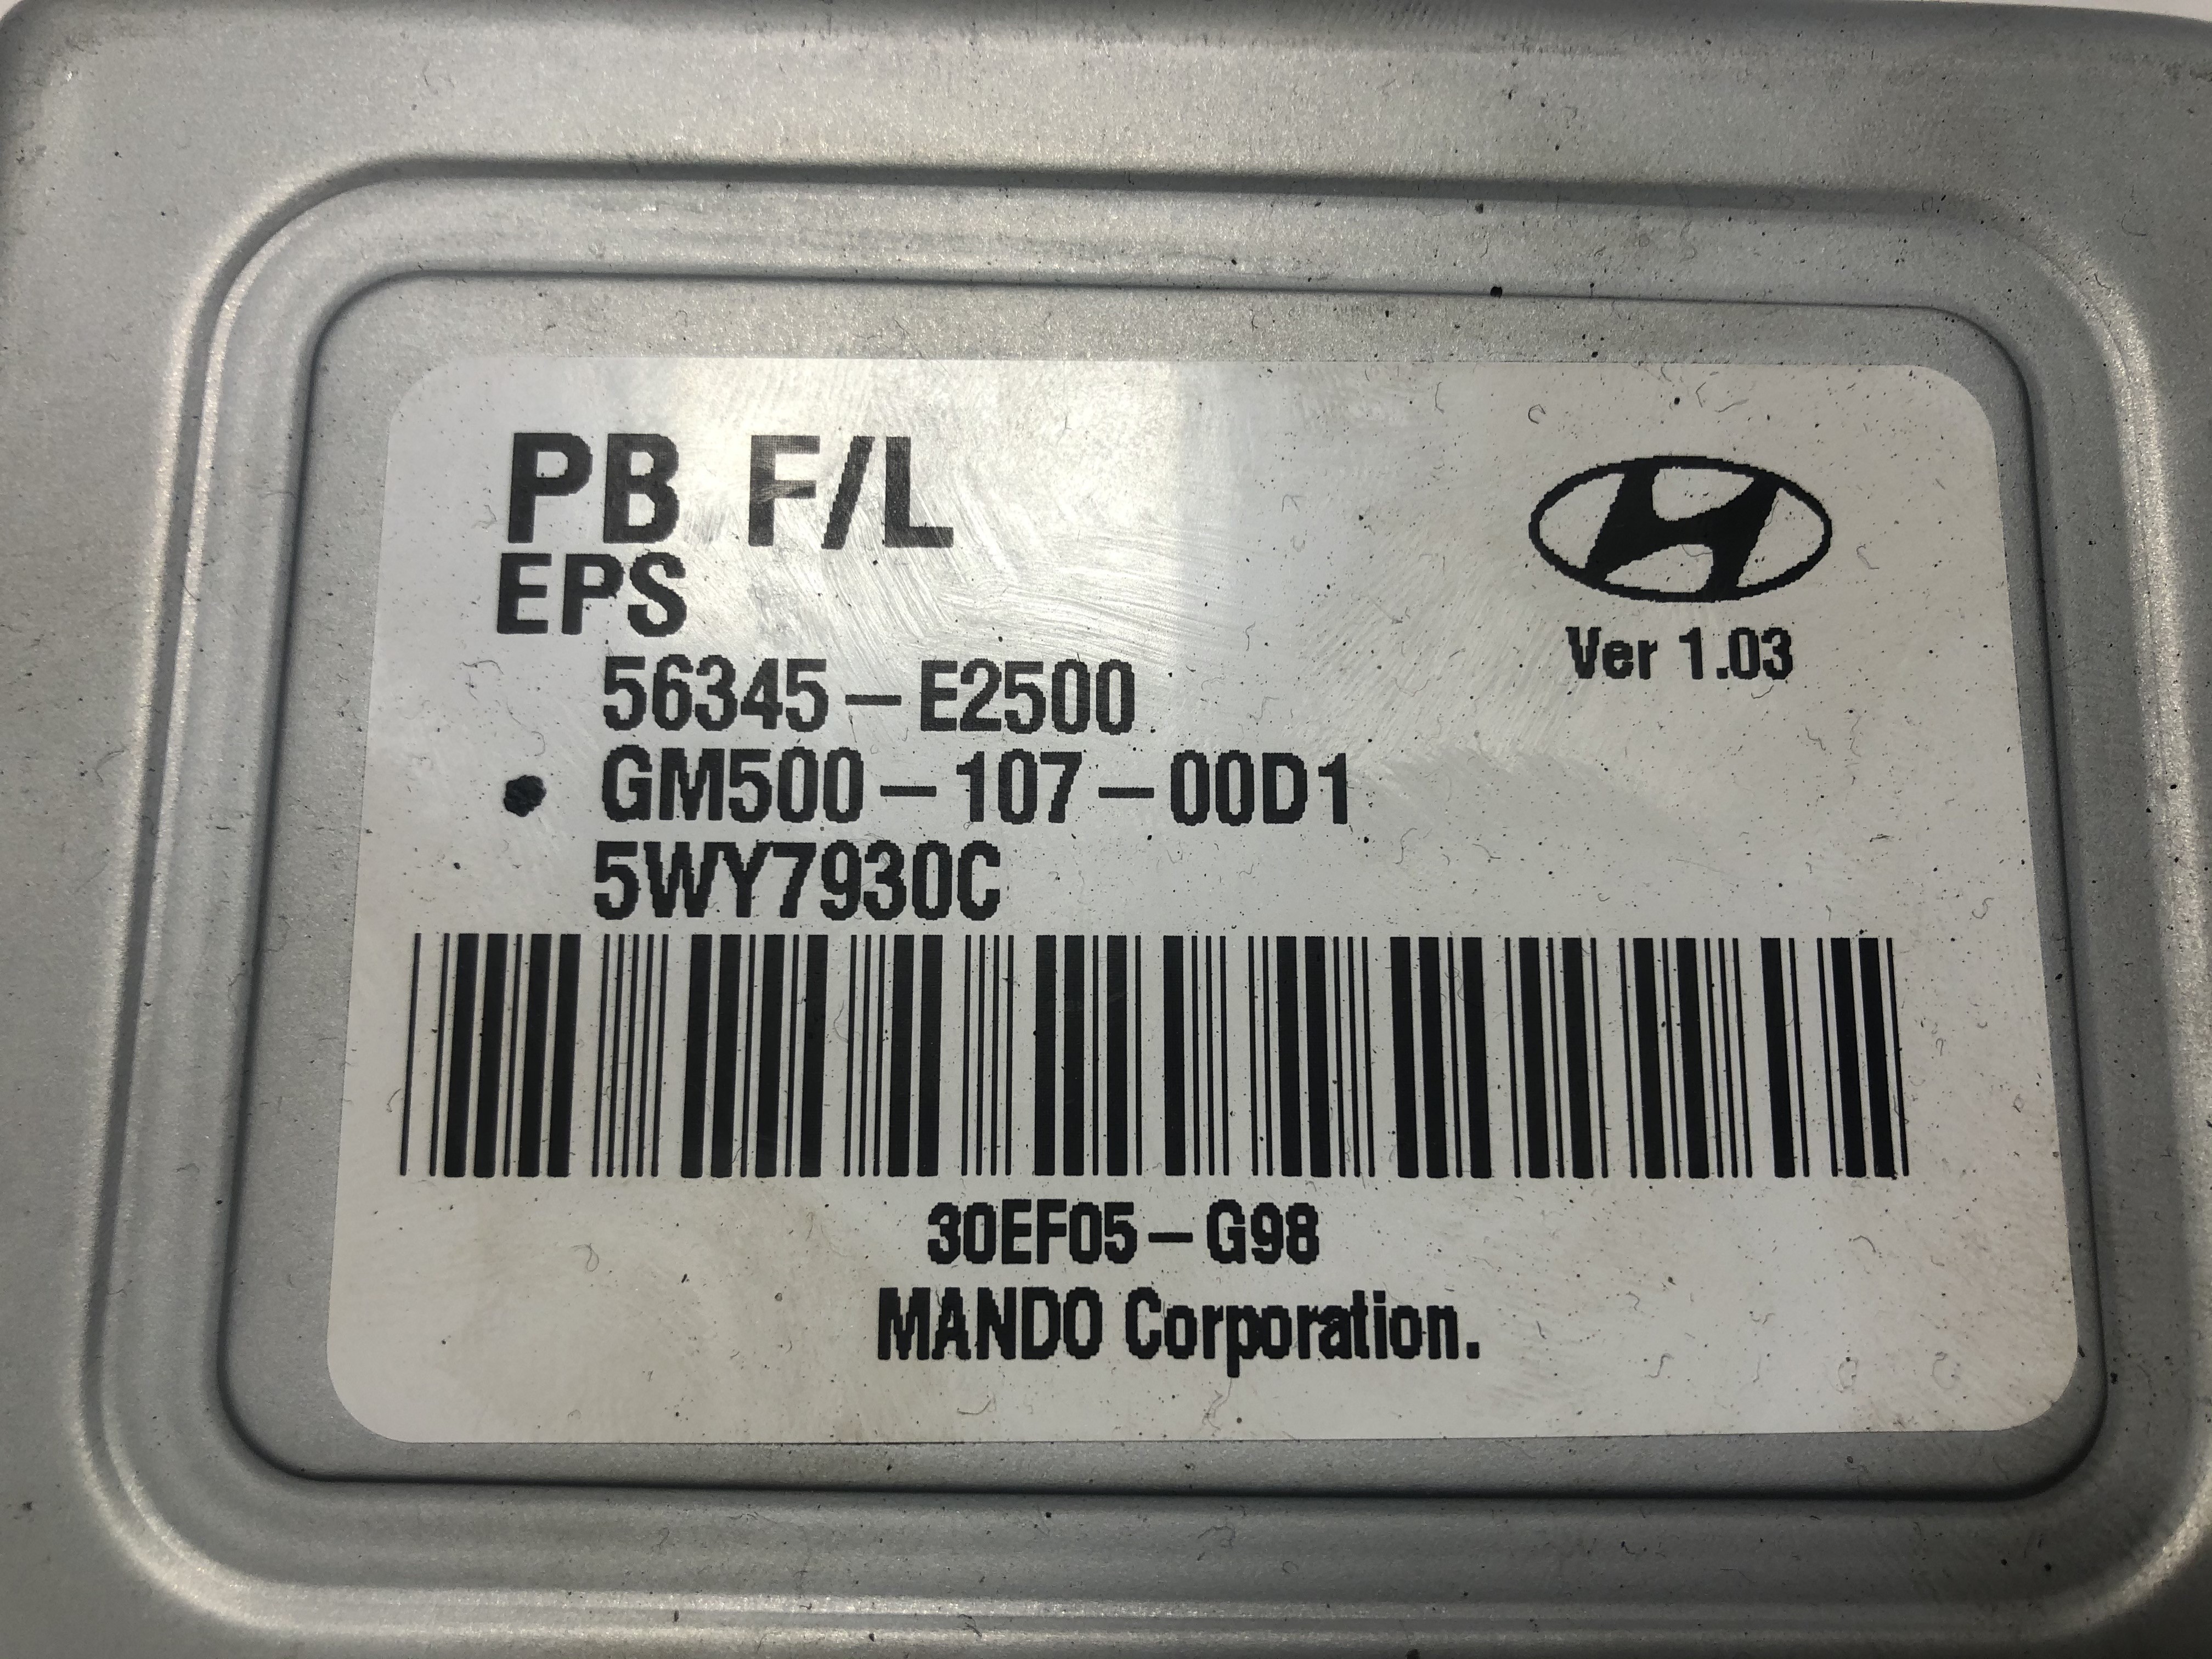 PB F/L
EPS
Ver 1.03
56345-E2500
GM500-107-00D1
5WY7930C
30EF05-G98
MANDO Corporation.